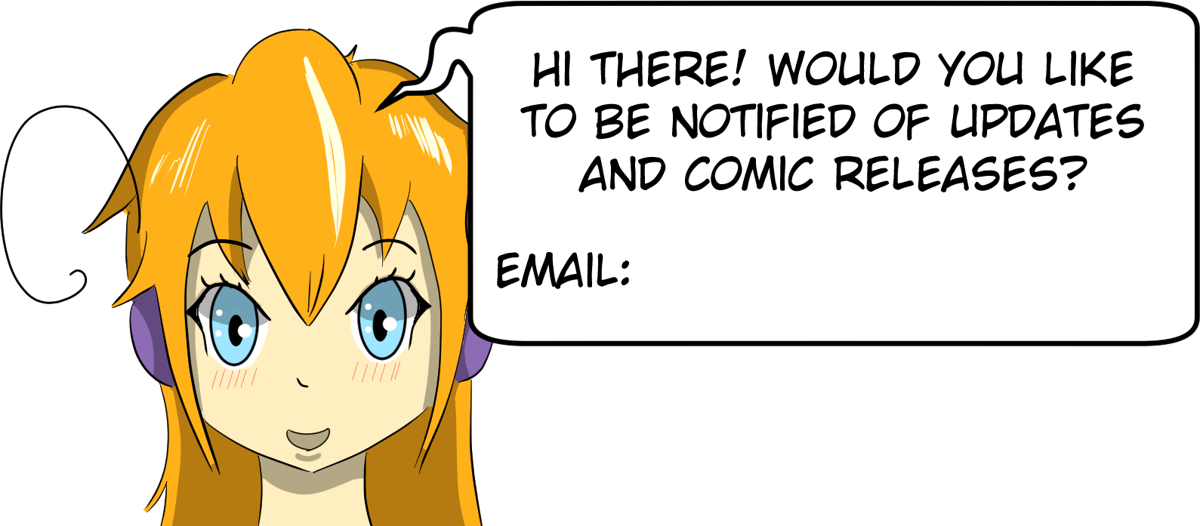 HI THERE! WOULD YOU LIKE
TO BE NOTIFIED OF UPDATES
AND COMIC RELEASES?
EMAIL: